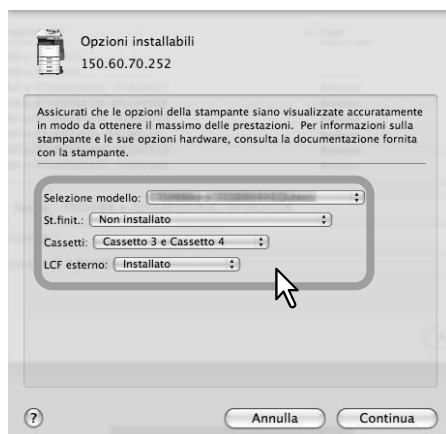 Opzioni installabili
150.60.70.252
Assicurati che le opzioni della stampante siano visualizzate accuratamente
in modo da ottenere il massimo delle prestazioni. Per informazioni sulla
stampante e le sue opzioni hardware, consulta la documentazione fornita
con la stampante.
Selezione modello:
St.finit.: Non installato
Cassetti: Cassetto 3 e Cassetto 4
LCF esterno: Installato
? Annulla Continua